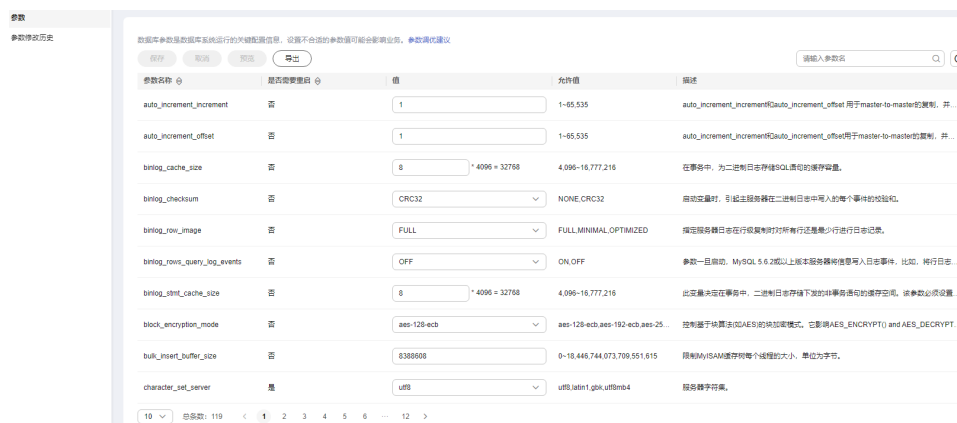 参数
参数修改历史
数据库参数是数据库系统运行的关键配置信息，设置不合适的参数值可能会影响业务。参数调优建议
保存 取消 预览 导出 请输入参数名
参数名称 是否需要重启 值 允许值 描述
auto_increment_increment 否 1 1~65,535 auto_increment_increment和auto_increment_offset 用于master-to-master的复制，并...
auto_increment_offset 否 1 1~65,535 auto_increment_increment和auto_increment_offset用于master-to-master的复制，并...
binlog_cache_size 否 8 * 4096 = 32768 4,096~16,777,216 在事务中，为二进制日志存储SQL语句的缓存容量。
binlog_checksum 否 CRC32 NONE,CRC32 启动变量时，引起主服务器在二进制日志中写入的每个事件的校验和。
binlog_row_image 否 FULL FULL,MINIMAL,OPTIMIZED 指定服务器日志在行级复制时对所有行还是最少行进行日志记录。
binlog_rows_query_log_events 否 OFF ON,OFF 参数一旦启动，MySQL 5.6.2或以上版本服务器将信息写入日志事件，比如，将行日志...
binlog_stmt_cache_size 否 8 * 4096 = 32768 4,096~16,777,216 此变量决定在事务中，二进制日志存储下发的非事务语句的缓存空间。该参数必须设置...
block_encryption_mode 否 aes-128-ecb aes-128-ecb,aes-192-ecb,aes-25... 控制基于块算法(如AES)的块加密模式。它影响AES_ENCRYPT() and AES_DECRYPT.
bulk_insert_buffer_size 否 8388608 0~18,446,744,073,709,551,615 限制MyISAM缓存树每个线程的大小，单位为字节。
character_set_server 是 utf8 utf8,latin1,gbk,utf8mb4 服务器字符集。
10 总条数：119 < 1 2 3 4 5 6 ... 12 >